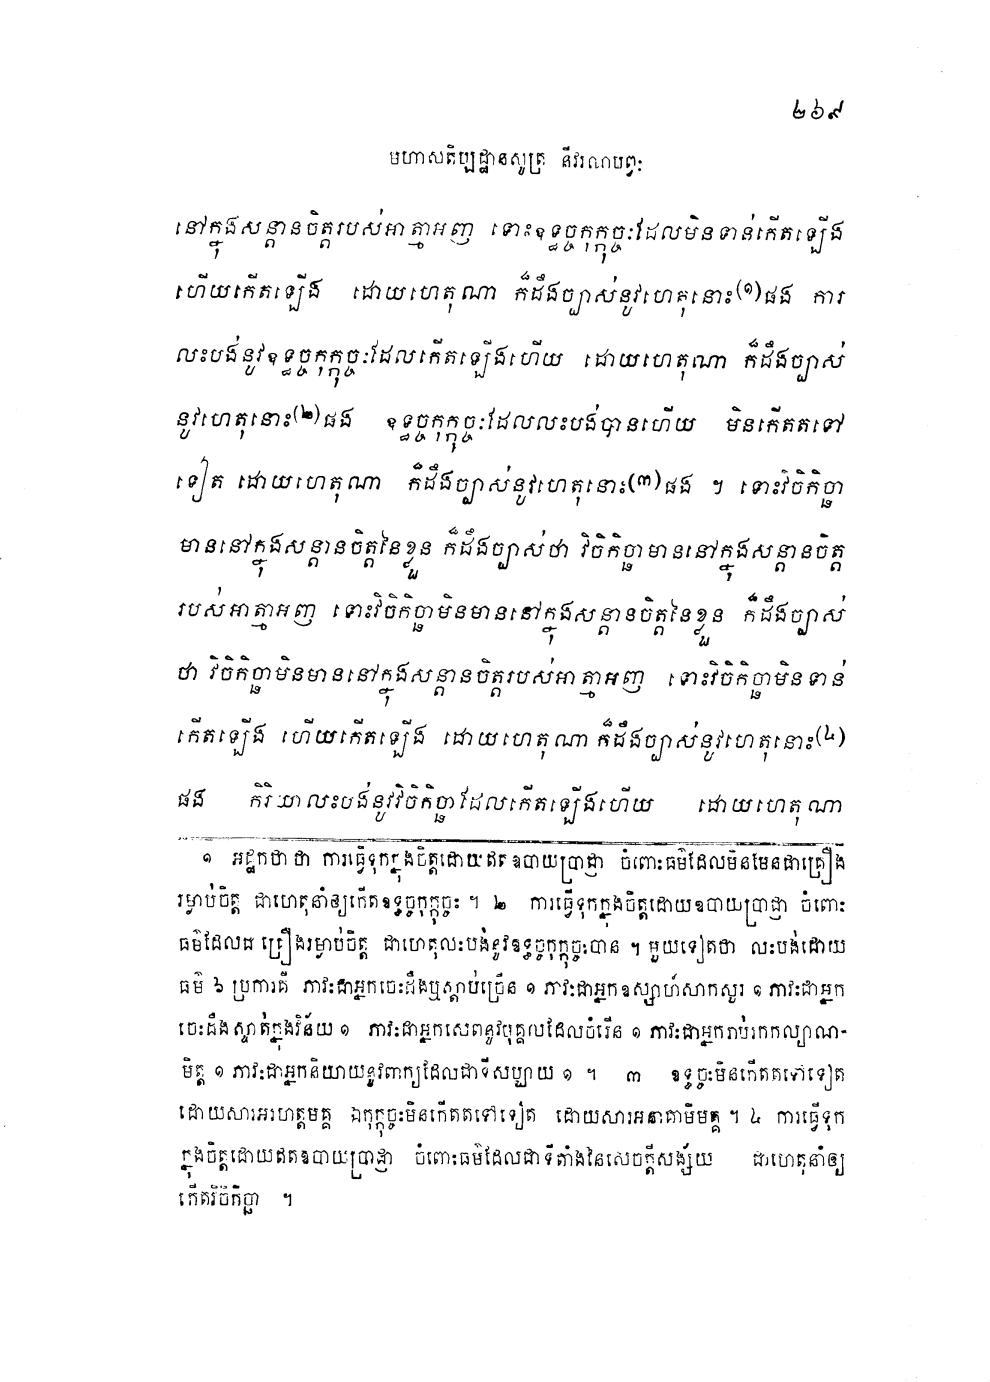 ២៦៩
មហាសតិប្បដ្ឋានសូត្រ នីវរណបព្វៈ
នៅក្នុងសន្តានចិត្តរបស់អាត្មាអញ ទោះឧទ្ធច្ចកុក្កុច្ចៈដែលមិនទាន់កើតឡើង
ហើយកើតឡើង ដោយហេតុណា ក៏ដឹងច្បាស់នូវហេតុនោះ(១)ផង ការ
លះបង់នូវឧទ្ធច្ចកុក្កុច្ចៈដែលកើតឡើងហើយ ដោយហេតុណា ក៏ដឹងច្បាស់
នូវហេតុនោះ(២)ផង ឧទ្ធច្ចកុក្កុច្ចៈដែលលះបង់បានហើយ មិនកើតតទៅ
ទៀត ដោយហេតុណា ក៏ដឹងច្បាស់នូវហេតុនោះ(៣)ផង ។ ទោះវិចិកិច្ឆា
មាននៅក្នុងសន្តានចិត្តនៃខ្លួន ក៏ដឹងច្បាស់ថា វិចិកិច្ឆាមាននៅក្នុងសន្តានចិត្ត
របស់អាត្មាអញ ទោះវិចិកិច្ឆាមិនមាននៅក្នុងសន្តានចិត្តនៃខ្លួន ក៏ដឹងច្បាស់
ថា វិចិកិច្ឆាមិនមាននៅក្នុងសន្តានចិត្តរបស់អាត្មាអញ ទោះវិចិកិច្ឆាមិនទាន់
កើតឡើង ហើយកើតឡើង ដោយហេតុណា ក៏ដឹងច្បាស់នូវហេតុនោះ(៤)
ផង កិរិយាលះបង់នូវវិចិកិច្ឆាដែលកើតឡើងហើយ ដោយហេតុណា
១ អដ្ឋកថា ថា ការធ្វើទុកក្នុងចិត្តដោយឥតឧបាយប្រាជ្ញា ចំពោះធម៌ដែលមិនមែនជាគ្រឿង
រម្ងាប់ចិត្ត ជាហេតុនាំឲ្យកើតឧទ្ធច្ចកុក្កុច្ចៈ ។ ២ ការធ្វើទុកក្នុងចិត្តដោយឧបាយប្រាជ្ញា ចំពោះ
ធម៌ដែលជាគ្រឿងរម្ងាប់ចិត្ត ជាហេតុលះបង់នូវឧទ្ធច្ចកុក្កុច្ចៈបាន ។ មួយទៀតថា លះបង់ដោយ
ធម៌ ៦ ប្រការគឺ ភាវៈជាអ្នកចេះដឹងឬស្តាប់ច្រើន ១ ភាវៈជាអ្នកឧស្សាហ៍សាកសួរ ១ ភាវៈជាអ្នក
ចេះដឹងស្ទាត់ក្នុងវិន័យ ១ ភាវៈជាអ្នកសេពនូវបុគ្គលដែលចំរើន ១ ភាវៈជាអ្នករាប់រកកល្យាណ-
មិត្ត ១ ភាវៈជាអ្នកនិយាយនូវពាក្យដែលជាទីសប្បាយ ១ ។ ៣ ឧទ្ធច្ចៈមិនកើតតទៅទៀត
ដោយសារអរហត្តមគ្គ ឯកុក្កុច្ចៈមិនកើតតទៅទៀត ដោយសារអនាគាមិមគ្គ ។ ៤ ការធ្វើទុក
ក្នុងចិត្តដោយឥតឧបាយប្រាជ្ញា ចំពោះធម៌ដែលជាទីតាំងនៃសេចក្តីសង្ស័យ ជាហេតុនាំឲ្យ
កើតវិចិកិច្ឆា ។